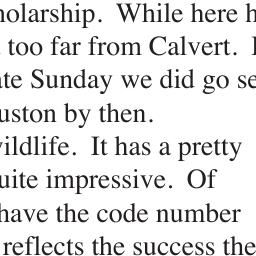 holarship.  While here h
too far from Calvert.
ate Sunday we did go se
uston by then.
wildlife.  It has a pretty
uite impressive.  Of
have the code number
reflects the success the